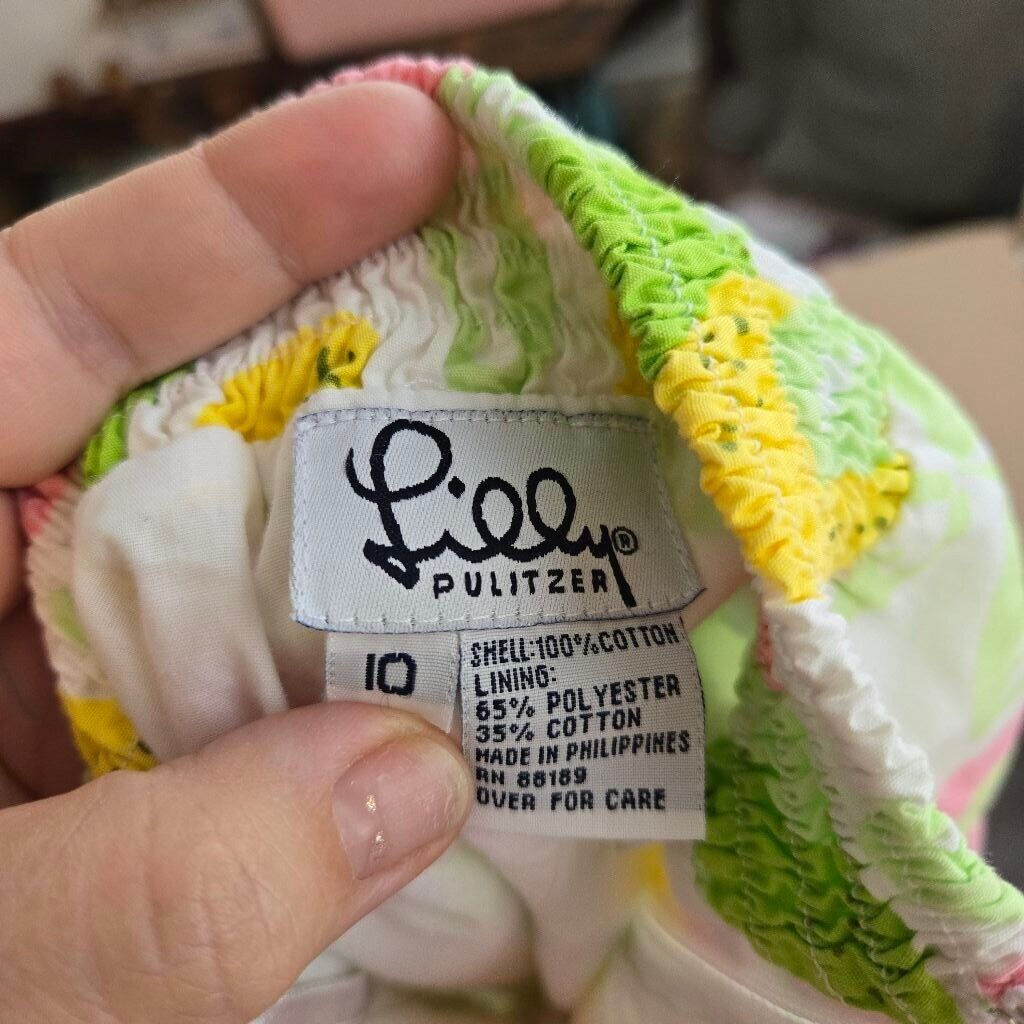 Lilly®
PULITZER
10
SHELL:100%COTTON
LINING:
65% POLYESTER
35% COTTON
MADE IN PHILIPPINES
RN 88189
OVER FOR CARE